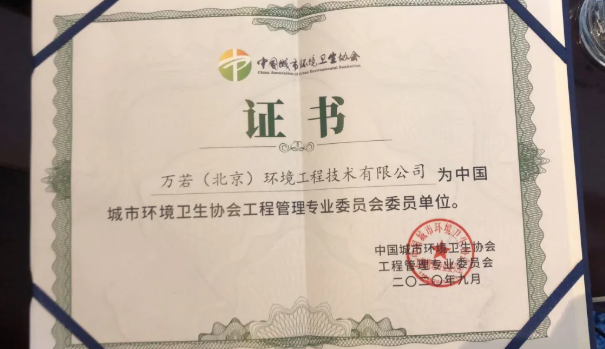 中国城市环境卫生协会
China Association of Urban Environmental Sanitation
证书
万若（北京）环境工程技术有限公司 为中国
城市环境卫生协会工程管理专业委员会委员单位。
中国城市环境卫生协会
工程管理专业委员会
二〇二〇年九月